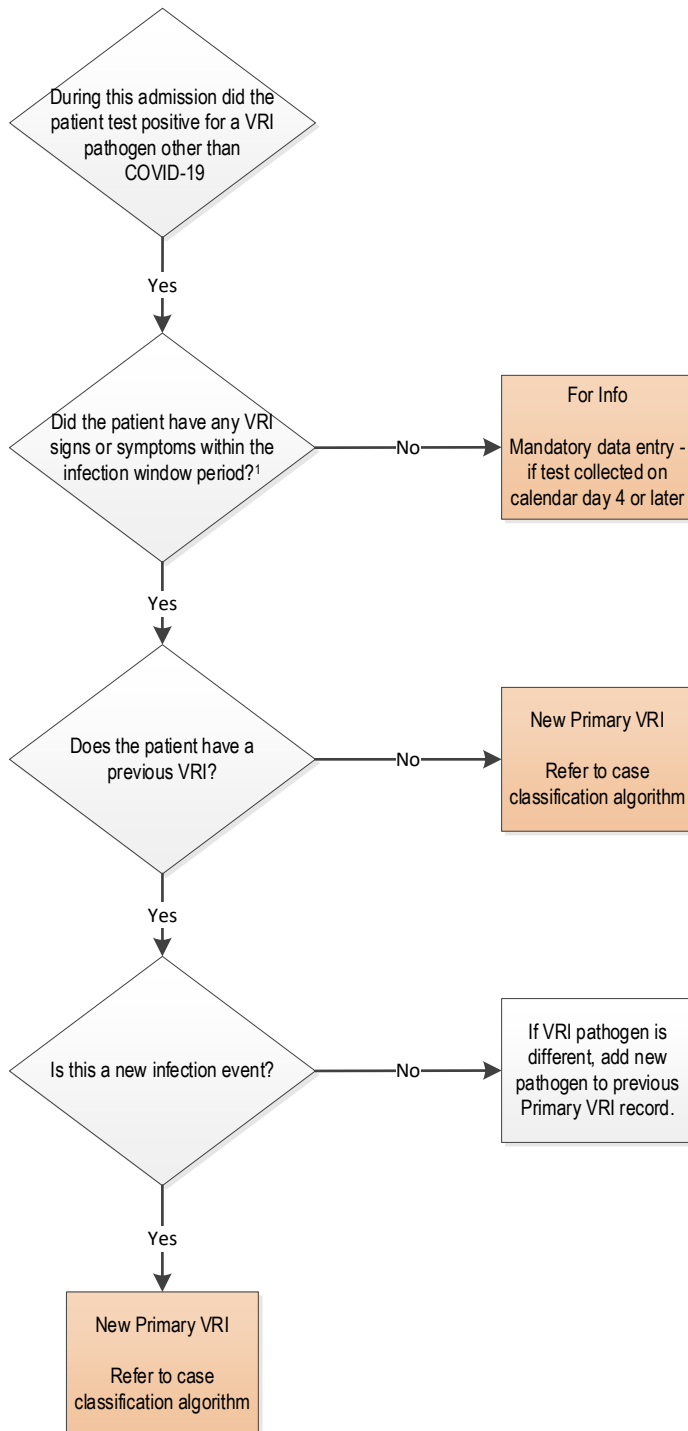 During this admission did the
patient test positive for a VRI
pathogen other than
COVID-19
Yes
Did the patient have any VRI
signs or symptoms within the
infection window period?¹
No
For Info
Mandatory data entry -
if test collected on
calendar day 4 or later
Yes
Does the patient have a
previous VRI?
No
New Primary VRI
Refer to case
classification algorithm
Yes
Is this a new infection event?
No
If VRI pathogen is
different, add new
pathogen to previous
Primary VRI record.
Yes
New Primary VRI
Refer to case
classification algorithm